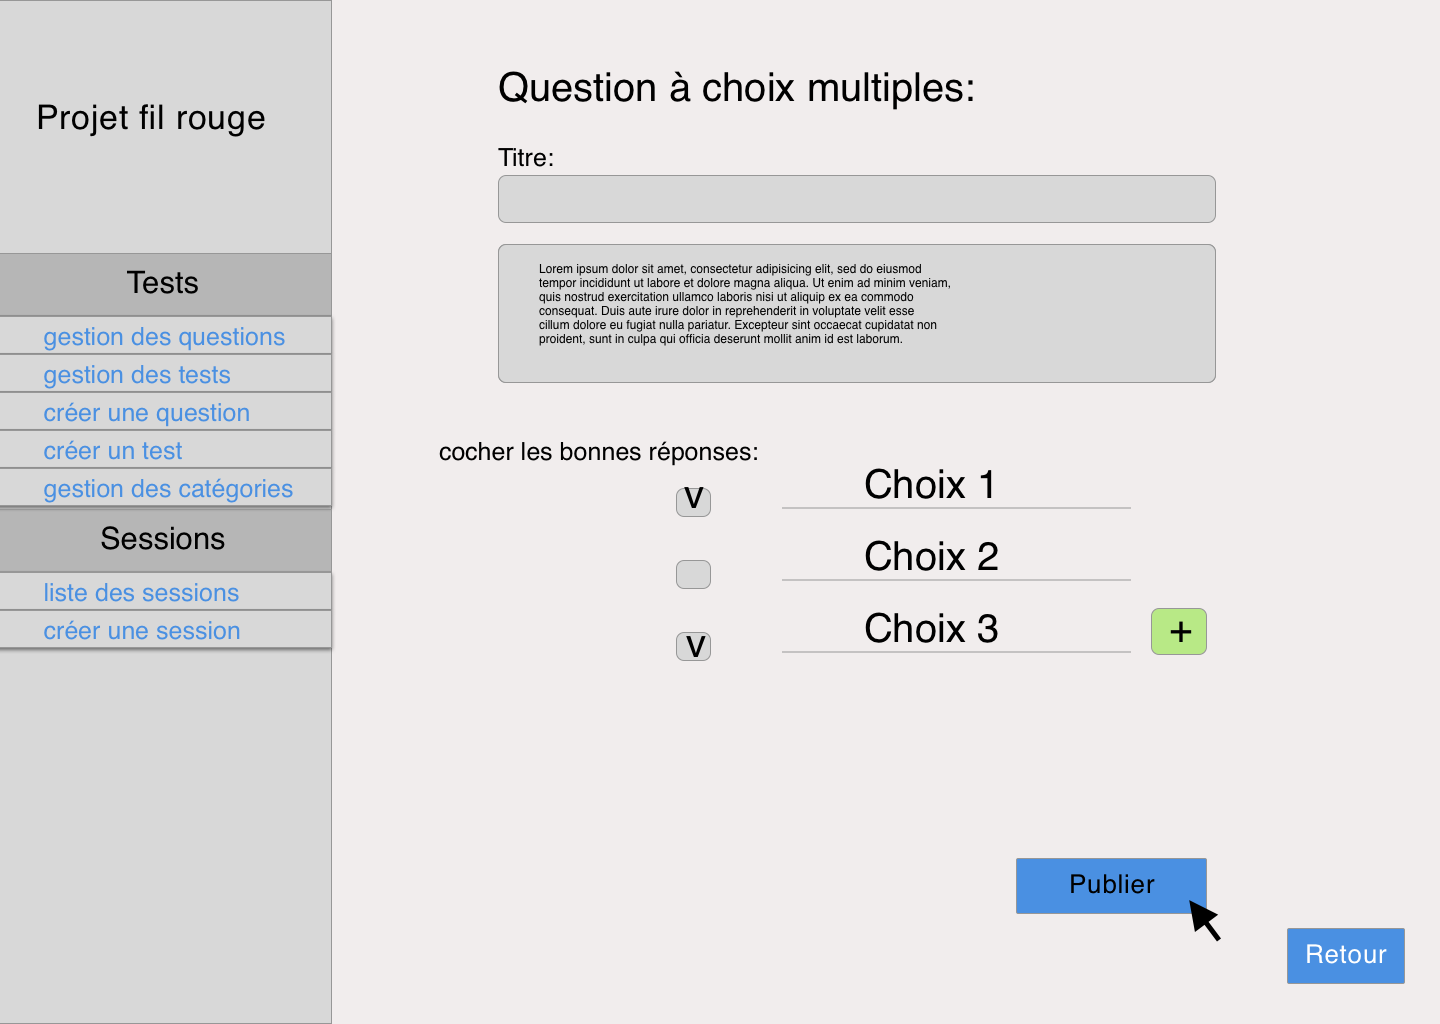 Projet fil rouge
Tests
gestion des questions
gestion des tests
créer une question
créer un test
gestion des catégories
Sessions
liste des sessions
créer une session
Question à choix multiples:
Titre:
Lorem ipsum dolor sit amet, consectetur adipisicing elit, sed do eiusmod
tempor incididunt ut labore et dolore magna aliqua. Ut enim ad minim veniam,
quis nostrud exercitation ullamco laboris nisi ut aliquip ex ea commodo
consequat. Duis aute irure dolor in reprehenderit in voluptate velit esse
cillum dolore eu fugiat nulla pariatur. Excepteur sint occaecat cupidatat non
proident, sunt in culpa qui officia deserunt mollit anim id est laborum.
cocher les bonnes réponses:
V Choix 1
Choix 2
V Choix 3 +
Publier
Retour